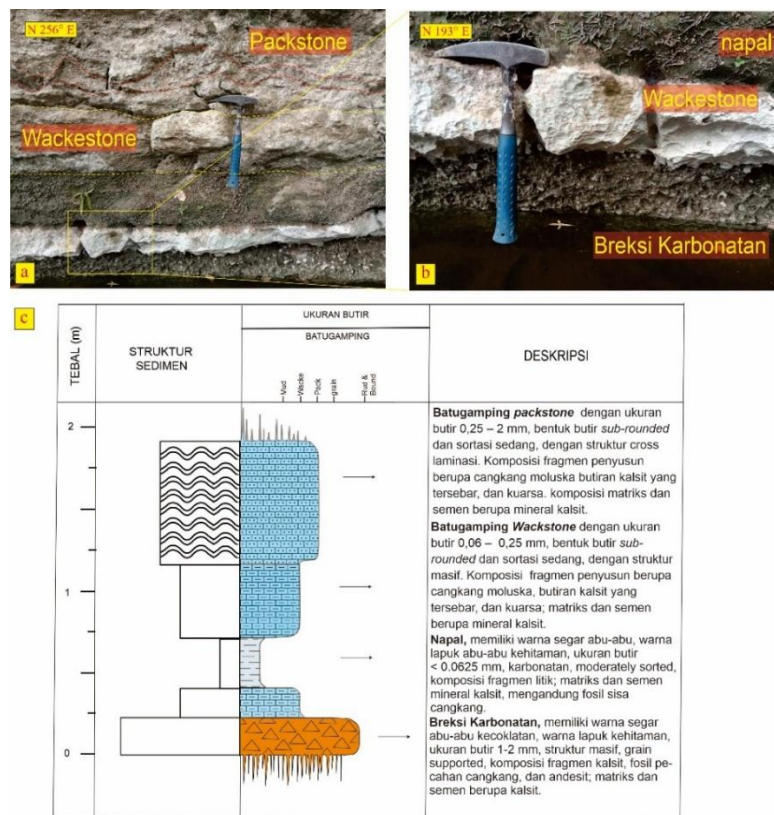 N 256° E
Packstone
Wackestone
a
N 193° E
napal
Wackestone
Breksi Karbonatan
b
c
TEBAL (m)
STRUKTUR
SEDIMEN
UKURAN BUTIR
BATUGAMPING
Mud
Wacke
Pack
grain
Rud &
Bound
DESKRIPSI
2
1
0
Batugamping packstone dengan ukuran
butir 0,25 – 2 mm, bentuk butir sub-rounded
dan sortasi sedang, dengan struktur cross
laminasi. Komposisi fragmen penyusun
berupa cangkang moluska butiran kalsit yang
tersebar, dan kuarsa. komposisi matriks dan
semen berupa mineral kalsit.
Batugamping Wackstone dengan ukuran
butir 0,06 – 0,25 mm, bentuk butir sub-
rounded dan sortasi sedang, dengan struktur
masif. Komposisi fragmen penyusun berupa
cangkang moluska, butiran kalsit yang
tersebar, dan kuarsa; matriks dan semen
berupa mineral kalsit.
Napal, memiliki warna segar abu-abu, warna
lapuk abu-abu kehitaman, ukuran butir
< 0.0625 mm, karbonatan, moderately sorted,
komposisi fragmen litik; matriks dan semen
mineral kalsit, mengandung fosil sisa
cangkang.
Breksi Karbonatan, memiliki warna segar
abu-abu kecoklatan, warna lapuk kehitaman,
ukuran butir 1-2 mm, struktur masif, grain
supported, komposisi fragmen kalsit, fosil pe-
cahan cangkang, dan andesit; matriks dan
semen berupa kalsit.